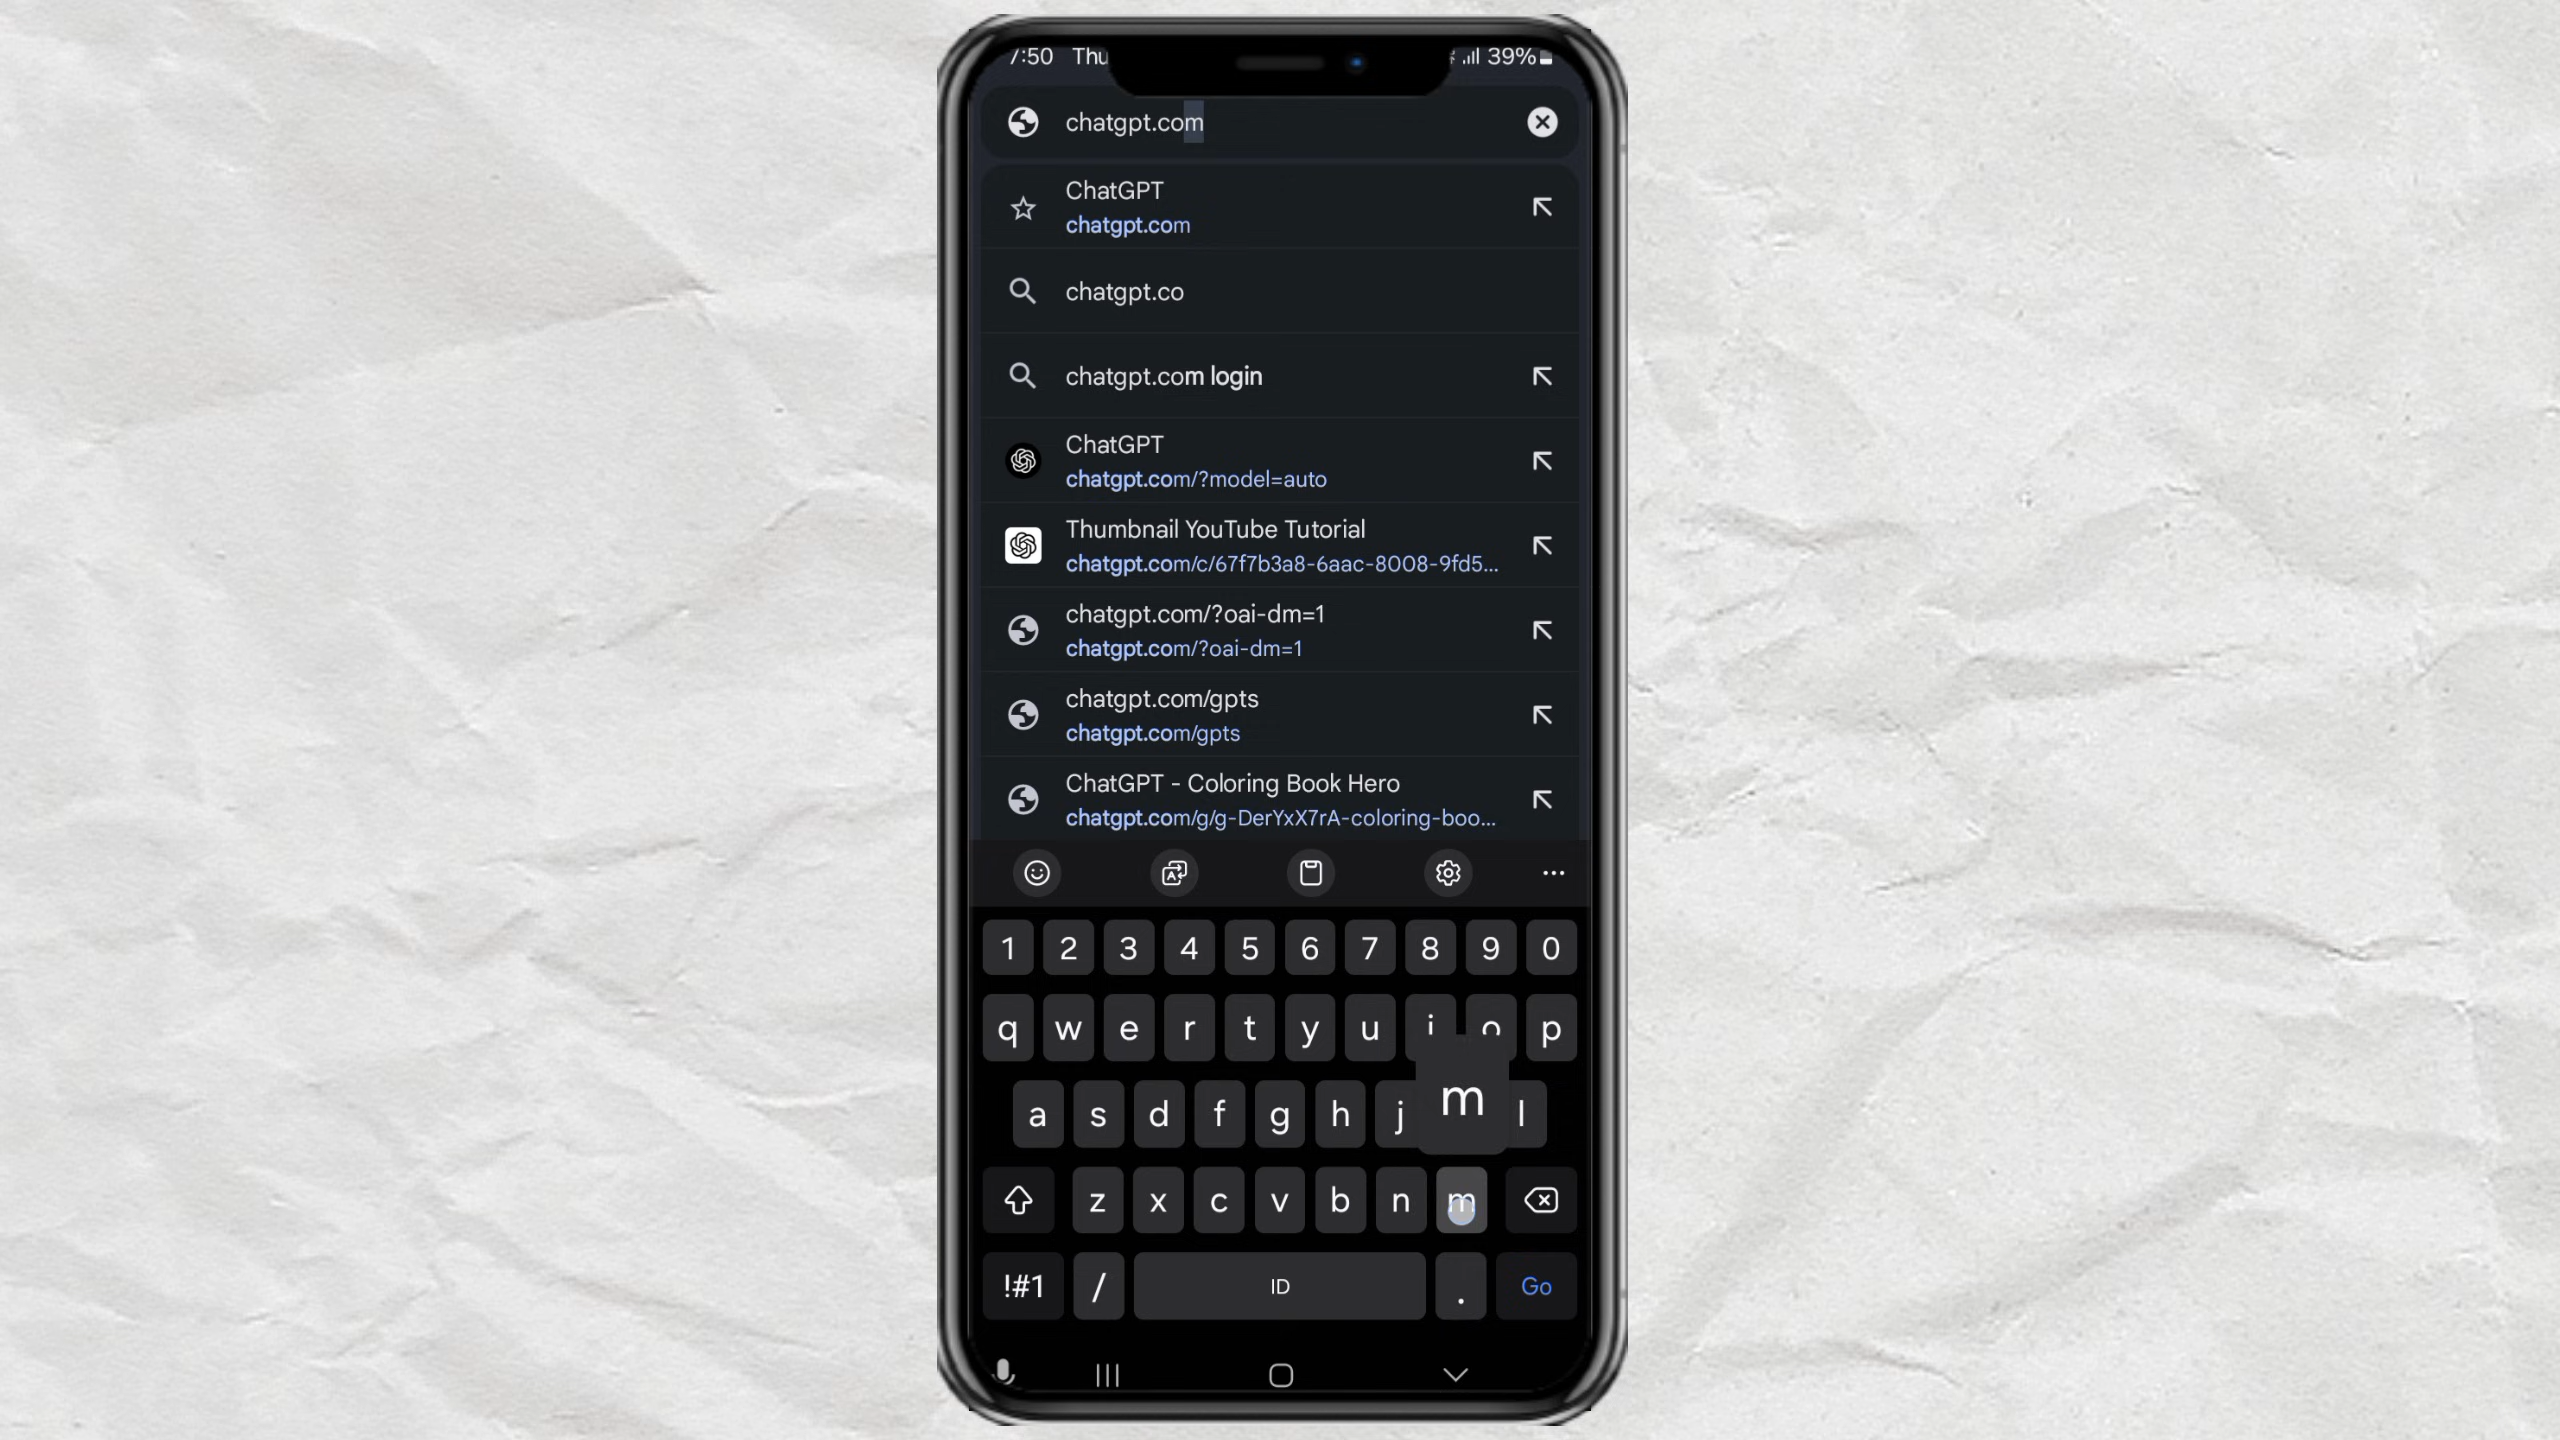 7:50 Thu 39%
chatgpt.com
ChatGPT
chatgpt.com
chatgpt.co
chatgpt.com login
ChatGPT
chatgpt.com/?model=auto
Thumbnail YouTube Tutorial
chatgpt.com/c/67f7b3a8-6aac-8008-9fd5...
chatgpt.com/?oai-dm=1
chatgpt.com/?oai-dm=1
chatgpt.com/gpts
chatgpt.com/gpts
ChatGPT - Coloring Book Hero
chatgpt.com/g/g-DerYxX7rA-coloring-boo...
1 2 3 4 5 6 7 8 9 0
q w e r t y u i o p
a s d f g h j m l
z x c v b n m
!#1 / ID . Go